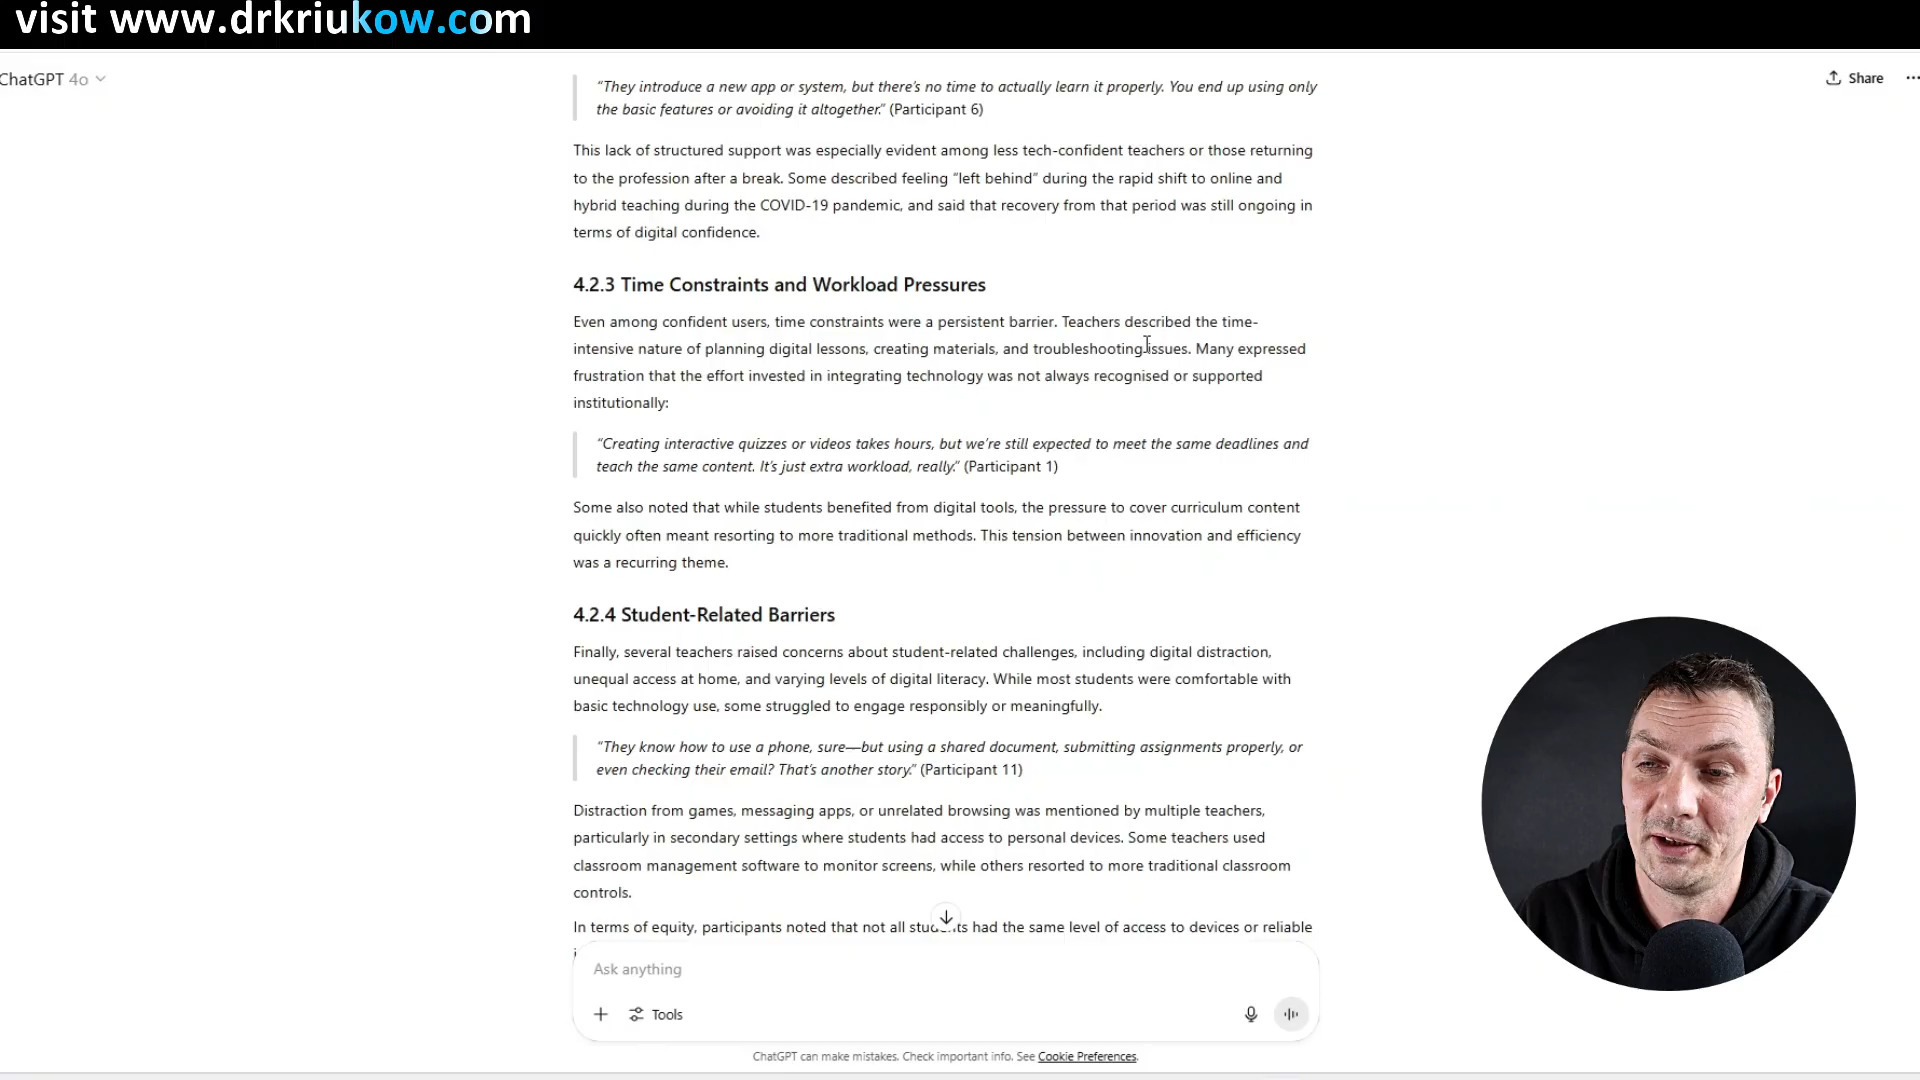 visit www.drkriukow.com
ChatGPT 4o
Share
“They introduce a new app or system, but there’s no time to actually learn it properly. You end up using only
the basic features or avoiding it altogether.” (Participant 6)
This lack of structured support was especially evident among less tech-confident teachers or those returning
to the profession after a break. Some described feeling “left behind” during the rapid shift to online and
hybrid teaching during the COVID-19 pandemic, and said that recovery from that period was still ongoing in
terms of digital confidence.
4.2.3 Time Constraints and Workload Pressures
Even among confident users, time constraints were a persistent barrier. Teachers described the time-
intensive nature of planning digital lessons, creating materials, and troubleshooting issues. Many expressed
frustration that the effort invested in integrating technology was not always recognised or supported
institutionally:
“Creating interactive quizzes or videos takes hours, but we’re still expected to meet the same deadlines and
teach the same content. It’s just extra workload, really.” (Participant 1)
Some also noted that while students benefited from digital tools, the pressure to cover curriculum content
quickly often meant resorting to more traditional methods. This tension between innovation and efficiency
was a recurring theme.
4.2.4 Student-Related Barriers
Finally, several teachers raised concerns about student-related challenges, including digital distraction,
unequal access at home, and varying levels of digital literacy. While most students were comfortable with
basic technology use, some struggled to engage responsibly or meaningfully.
“They know how to use a phone, sure—but using a shared document, submitting assignments properly, or
even checking their email? That’s another story.” (Participant 11)
Distraction from games, messaging apps, or unrelated browsing was mentioned by multiple teachers,
particularly in secondary settings where students had access to personal devices. Some teachers used
classroom management software to monitor screens, while others resorted to more traditional classroom
controls.
In terms of equity, participants noted that not all students had the same level of access to devices or reliable
Ask anything
Tools
ChatGPT can make mistakes. Check important info. See Cookie Preferences.